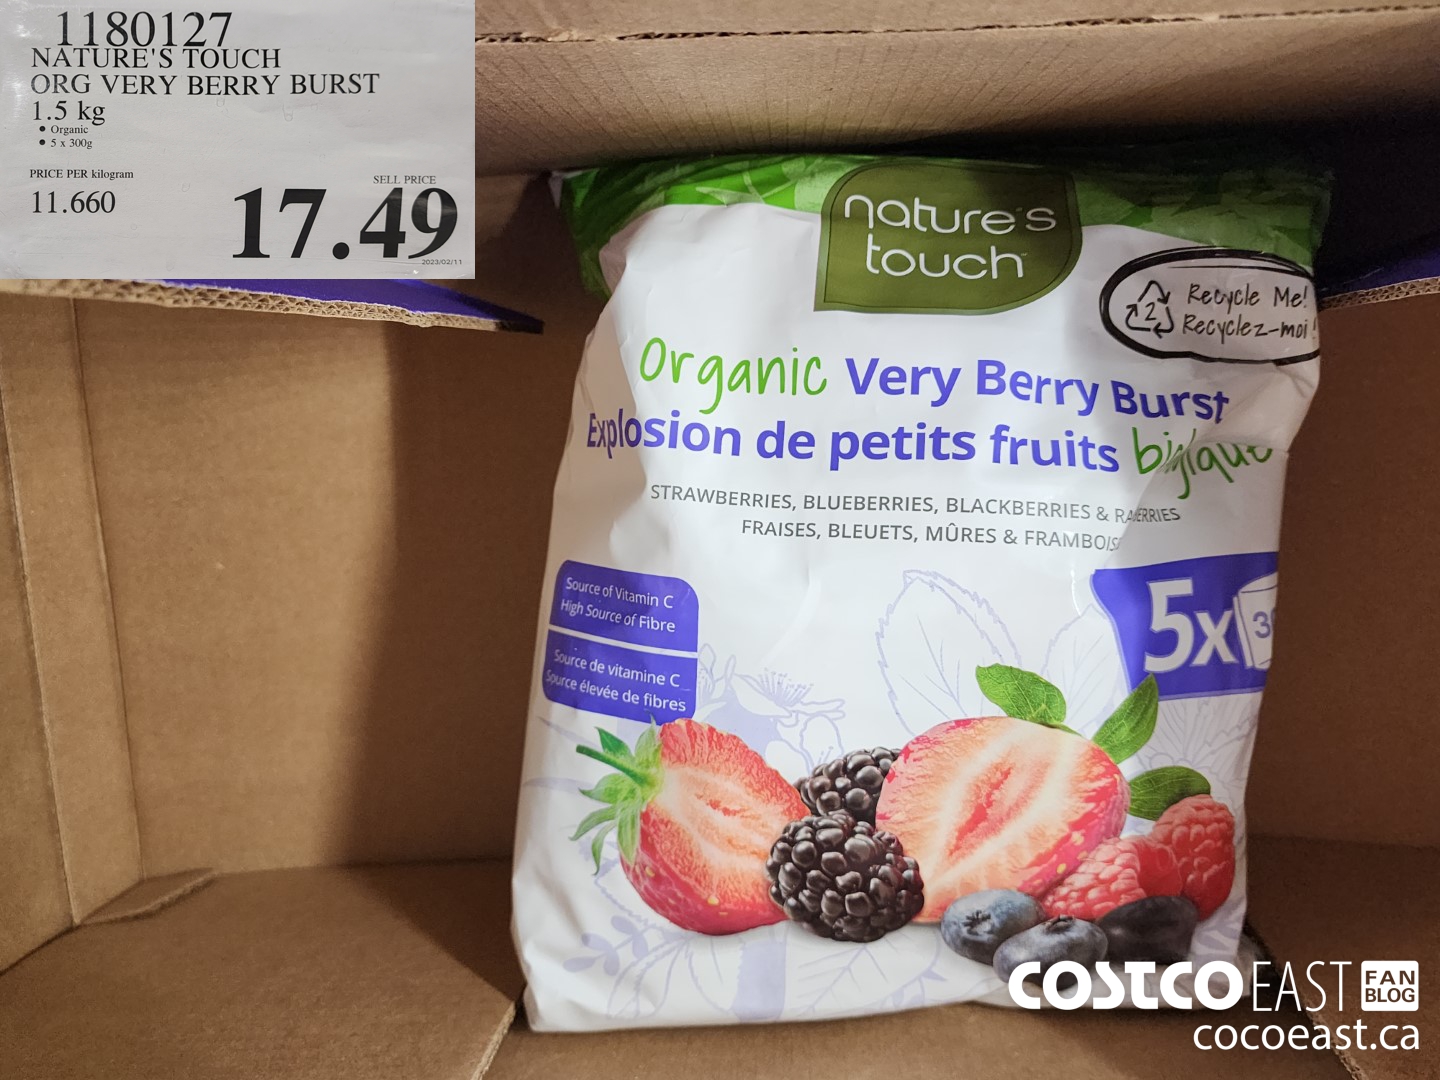 1180127
NATURE'S TOUCH
ORG VERY BERRY BURST
1.5 kg
• Organic
• 5 x 300g
PRICE PER kilogram
11.660
SELL PRICE
17.49
2023/02/11
nature's
touch
2
Recycle Me!
Recyclez-moi !
Organic Very Berry Burst
Explosion de petits fruits
STRAWBERRIES, BLUEBERRIES, BLACKBERRIES &
FRAISES, BLEUETS, MÛRES &
Source of Vitamin C
High Source of Fibre
Source de vitamine C
Source élevée de fibres
5x
COSTCO EAST FAN BLOG
cocoeast.ca